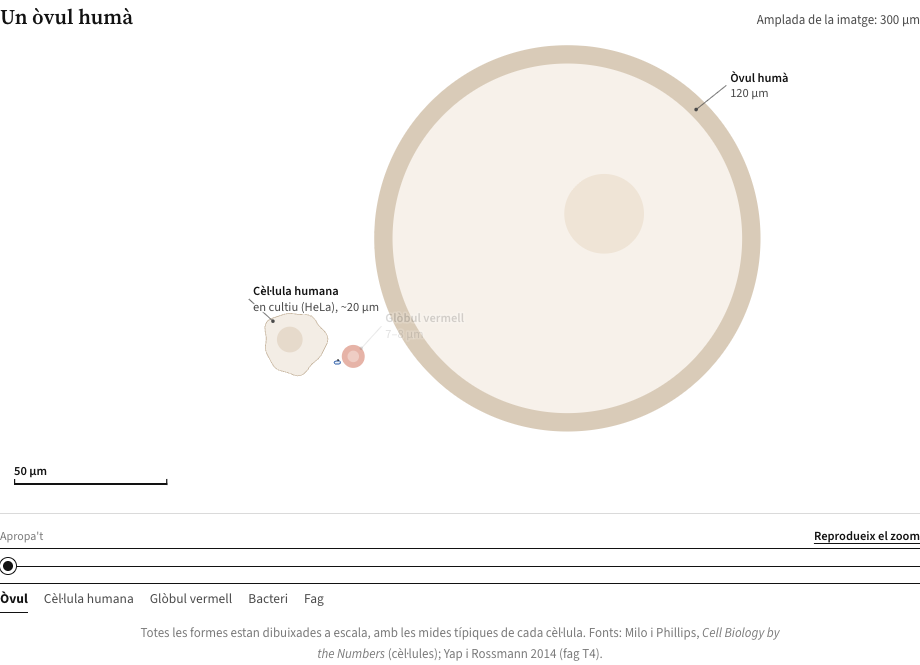 Un òvul humà
Amplada de la imatge: 300 µm
Òvul humà
120 µm
Cèl·lula humana
en cultiu (HeLa), ~20 µm
Glòbul vermell
7–8 µm
50 µm
Apropa't
Reprodueix el zoom
Òvul Cèl·lula humana Glòbul vermell Bacteri Fag
Totes les formes estan dibuixades a escala, amb les mides típiques de cada cèl·lula. Fonts: Milo i Phillips, Cell Biology by
the Numbers (cèl·lules); Yap i Rossmann 2014 (fag T4).